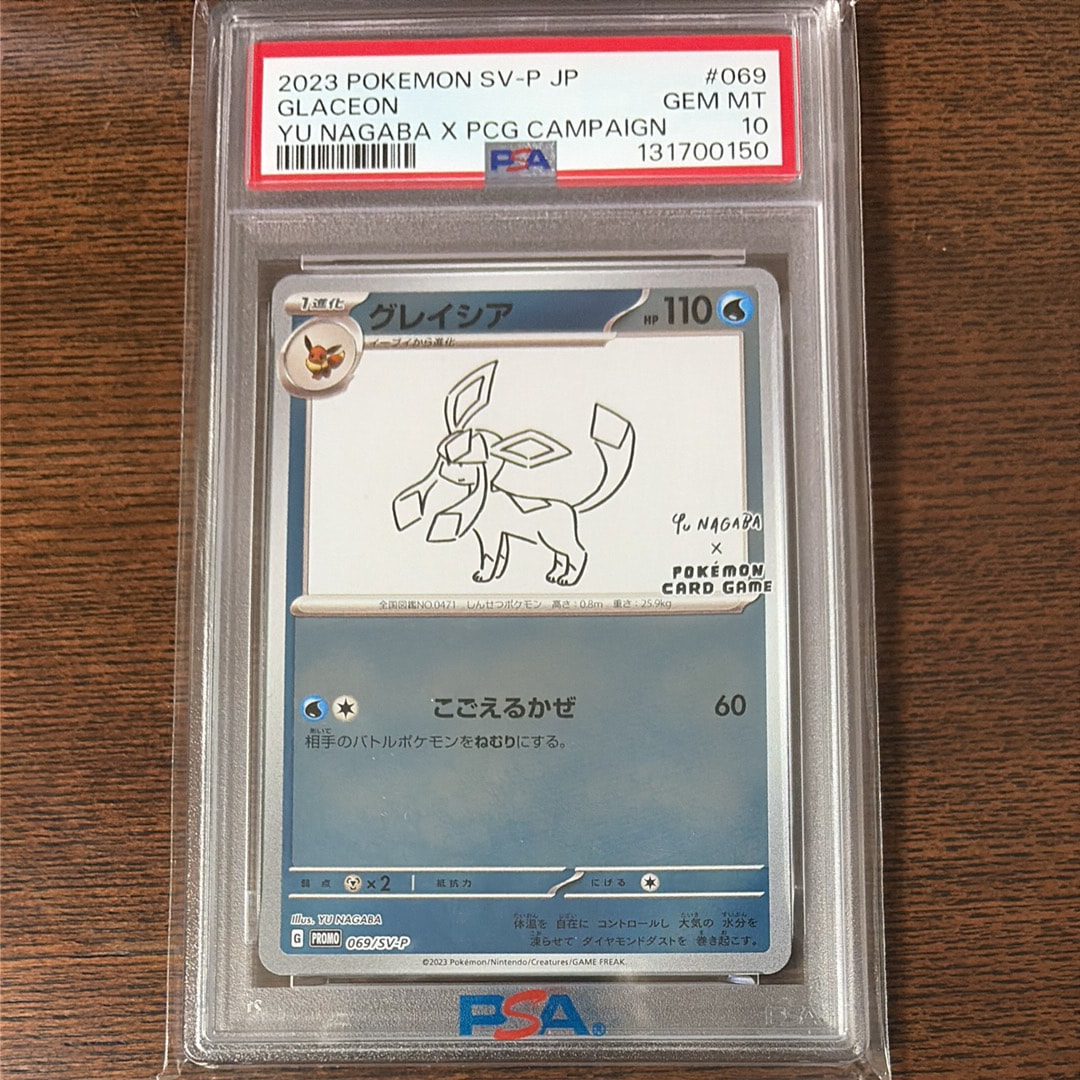 2023 POKEMON SV-P JP #069
GLACEON GEM MT
YU NAGABA X PCG CAMPAIGN 10
PSA 131700150
1進化 グレイシア HP 110
イーブイから進化
Yu NAGABA
×
POKÉMON
CARD GAME
全国図鑑NO.0471 しんせつポケモン 高さ:0.8m 重さ:25.9kg
こごえるかぜ 60
相手のバトルポキモンをねむりにする。
弱点 ×2 抵抗力 にげる
Illus. YU NAGABA
体温を 自在に コントロールし 大気の 水分を
凍らせて ダイヤモンドダストを 巻き起こす。
G PROMO 069/SV-P
©2023 Pokémon/Nintendo/Creatures/GAME FREAK.
PSA®